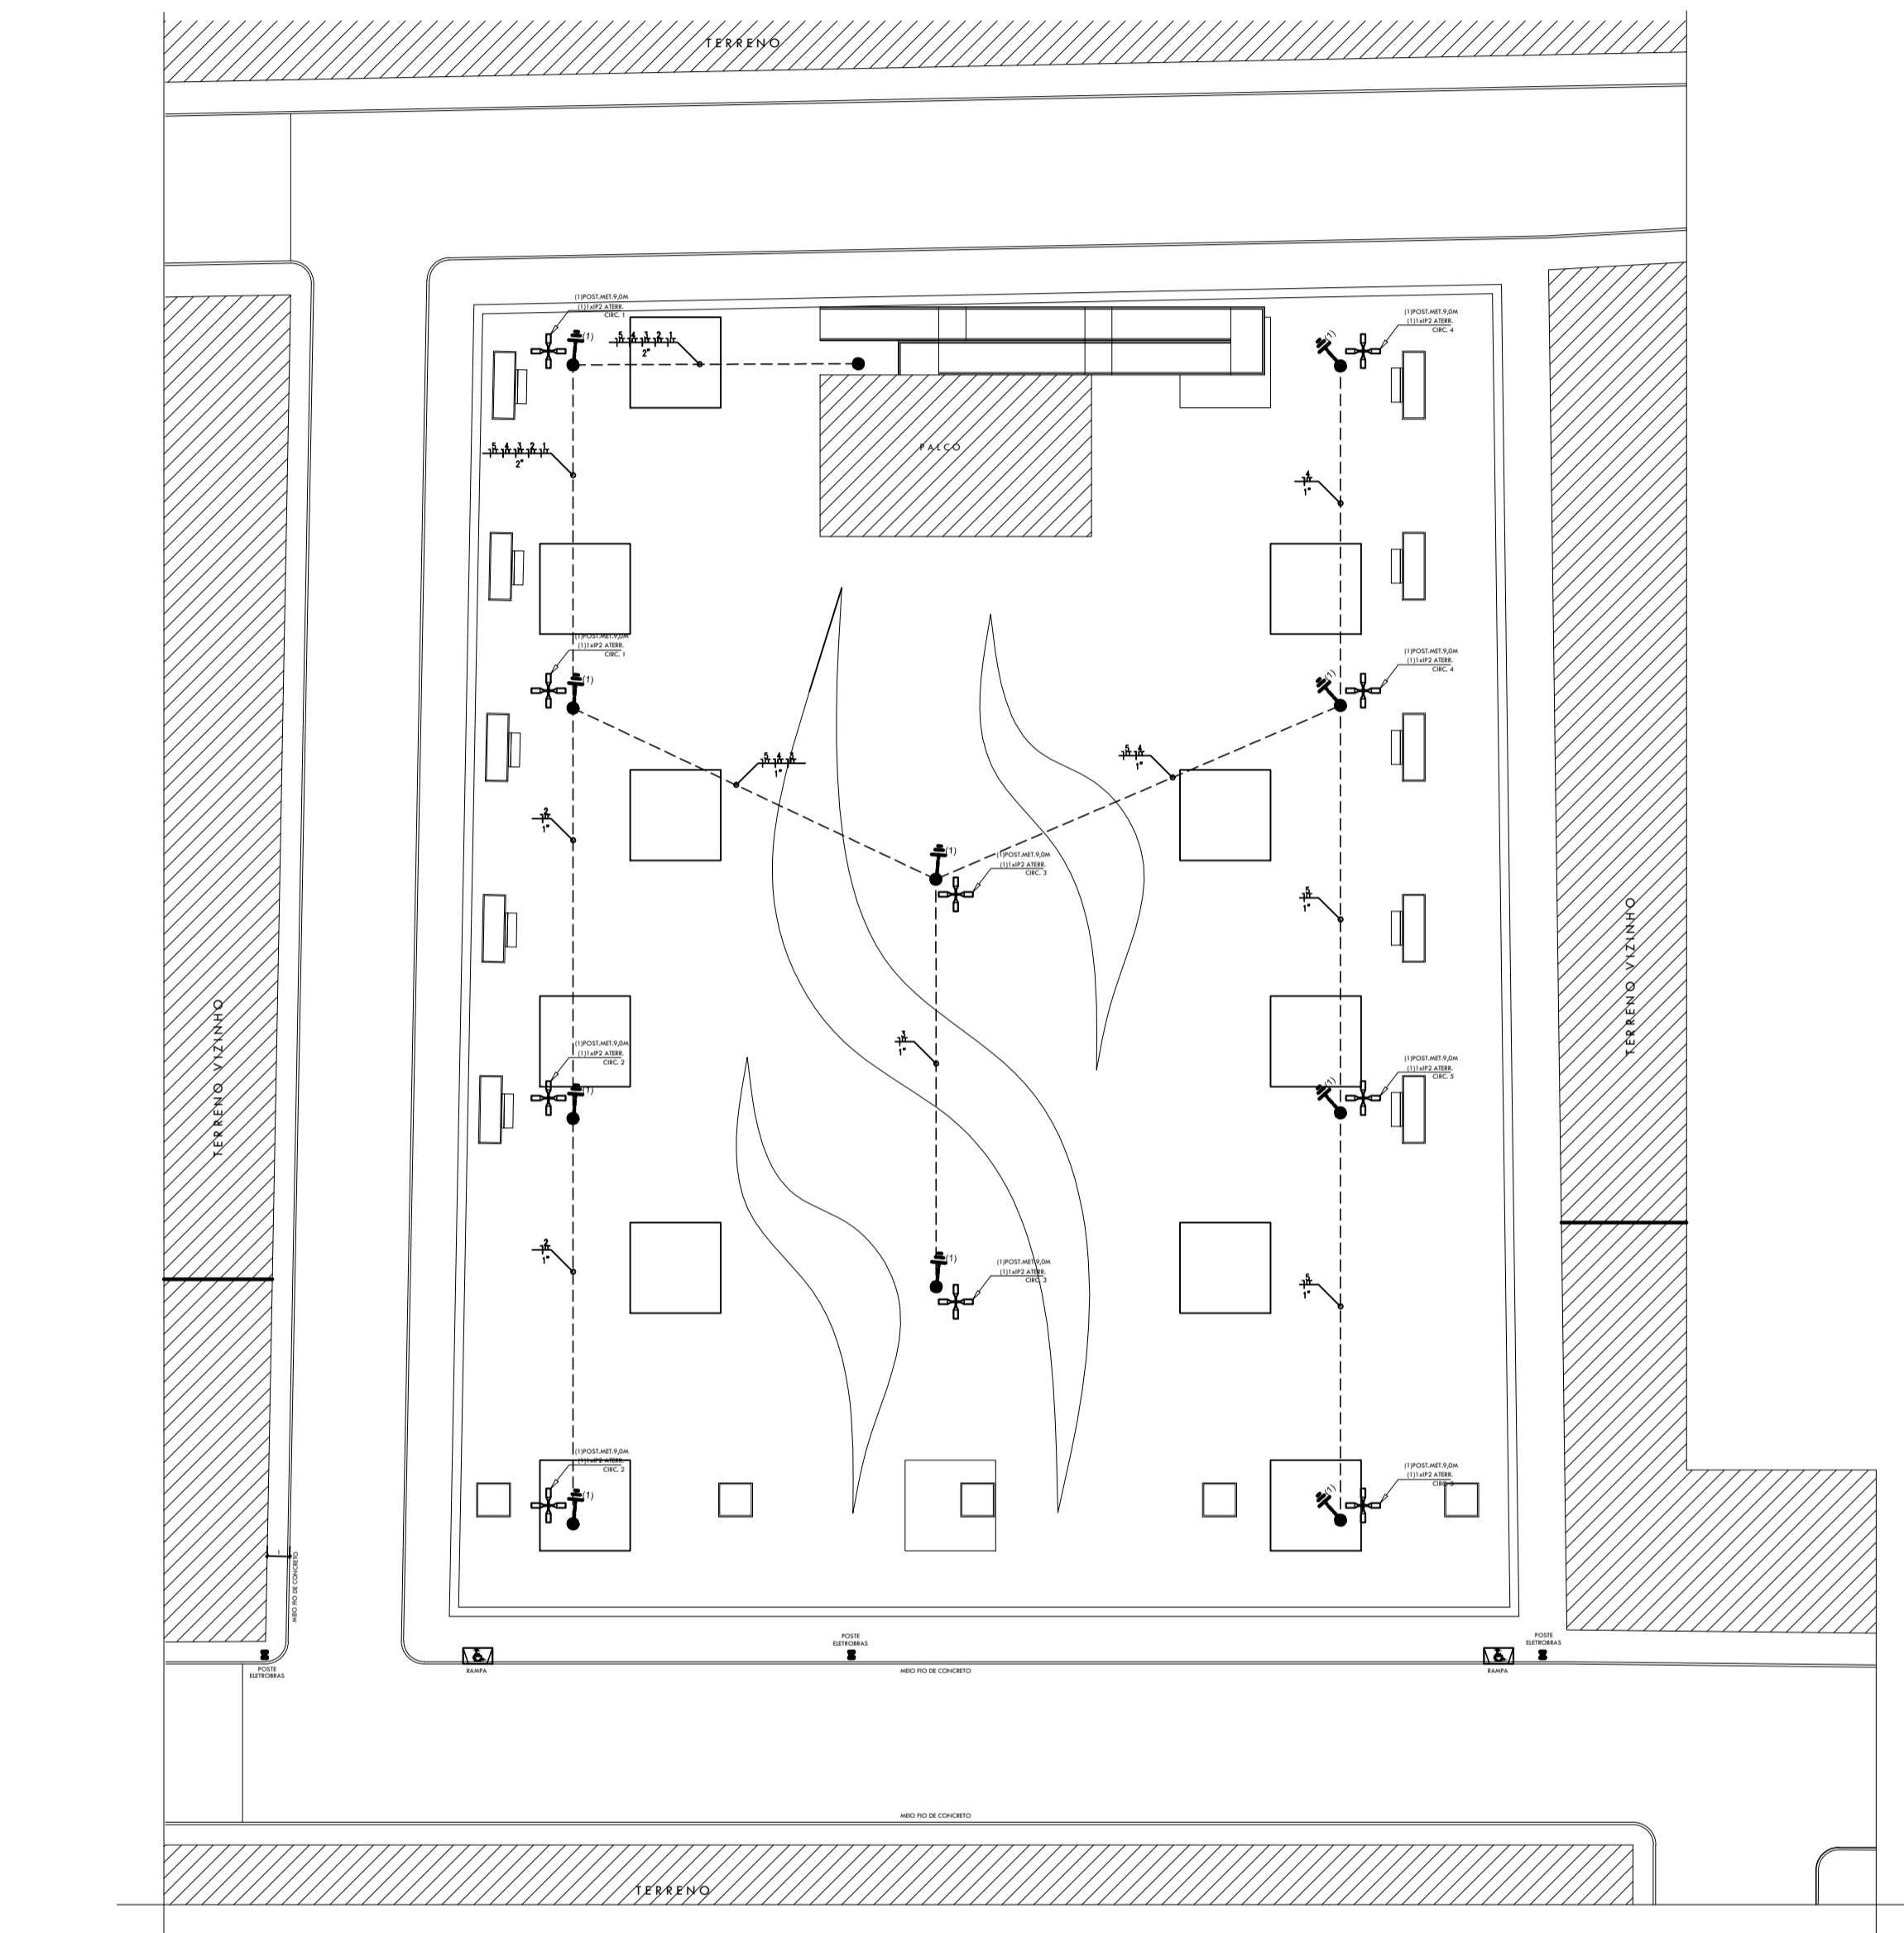 TERRENO
(1)POST.MET.9,0M
(1)1xIP2 ATERR.
CIRC. 1
(1)
5 4 3 2 1
2"
(1)POST.MET.9,0M
(1)1xIP2 ATERR.
CIRC. 4
(1)
PALCO
5 4 3 2 1
2"
4
1"
(1)POST.MET.9,0M
(1)1xIP2 ATERR.
CIRC. 1
(1)
(1)POST.MET.9,0M
(1)1xIP2 ATERR.
CIRC. 4
(1)
5 4 3
1"
5 4
1"
2
1"
(1)
(1)POST.MET.9,0M
(1)1xIP2 ATERR.
CIRC. 3
5
1"
TERRENO VIZINHO
TERRENO VIZINHO
3
1"
(1)POST.MET.9,0M
(1)1xIP2 ATERR.
CIRC. 2
(1)
(1)POST.MET.9,0M
(1)1xIP2 ATERR.
CIRC. 5
(1)
2
1"
(1)
(1)POST.MET.9,0M
(1)1xIP2 ATERR.
CIRC. 3
5
1"
(1)POST.MET.9,0M
(1)1xIP2 ATERR.
CIRC. 2
(1)
(1)POST.MET.9,0M
(1)1xIP2 ATERR.
CIRC. 5
(1)
1
MEIO FIO DE CONCRETO
POSTE
ELETROBRAS
RAMPA
POSTE
ELETROBRAS
MEIO FIO DE CONCRETO
RAMPA
POSTE
ELETROBRAS
MEIO FIO DE CONCRETO
TERRENO